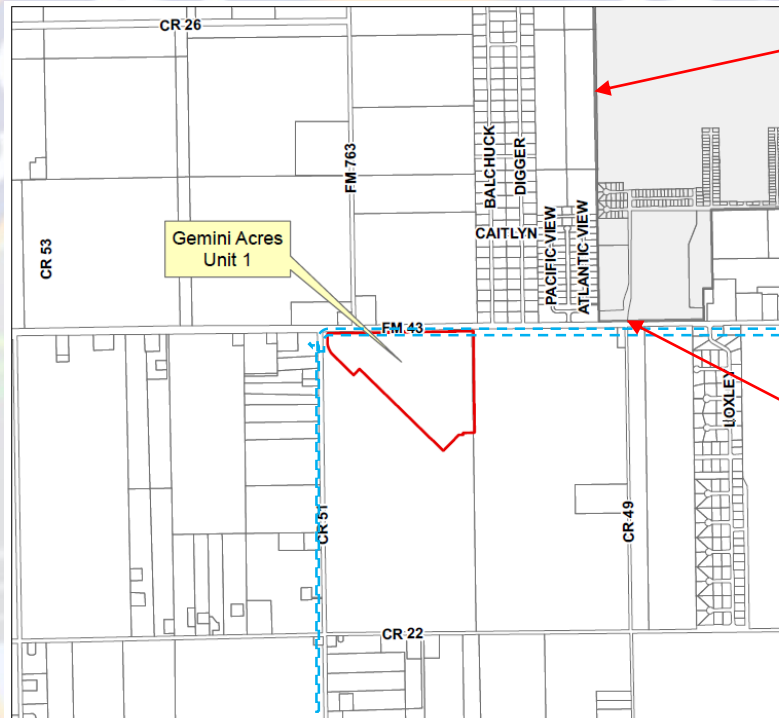 CR 26
FM 763
BALCHUCK
DIGGER
CAITLYN
PACIFIC VIEW
ATLANTIC VIEW
CR 53
Gemini Acres
Unit 1
FM 43
LOXLEY
CR 51
CR 49
CR 22